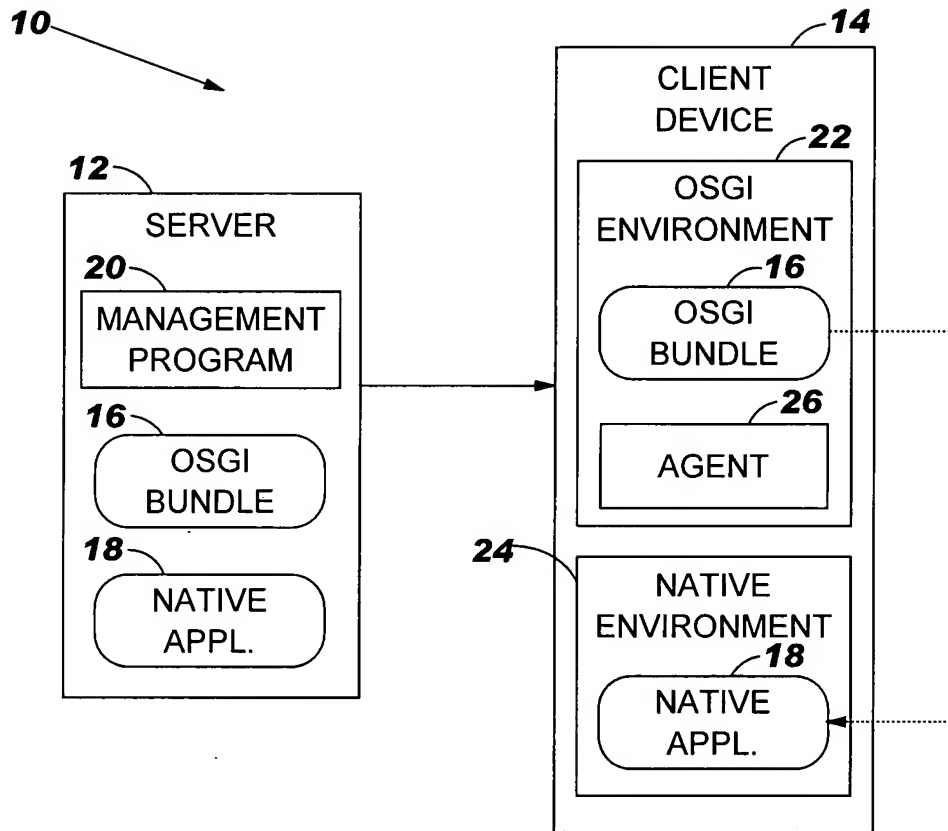 10
12
SERVER
20
MANAGEMENT
PROGRAM
16
OSGI
BUNDLE
18
NATIVE
APPL.
14
CLIENT
DEVICE
22
OSGI
ENVIRONMENT
16
OSGI
BUNDLE
26
AGENT
24
NATIVE
ENVIRONMENT
18
NATIVE
APPL.